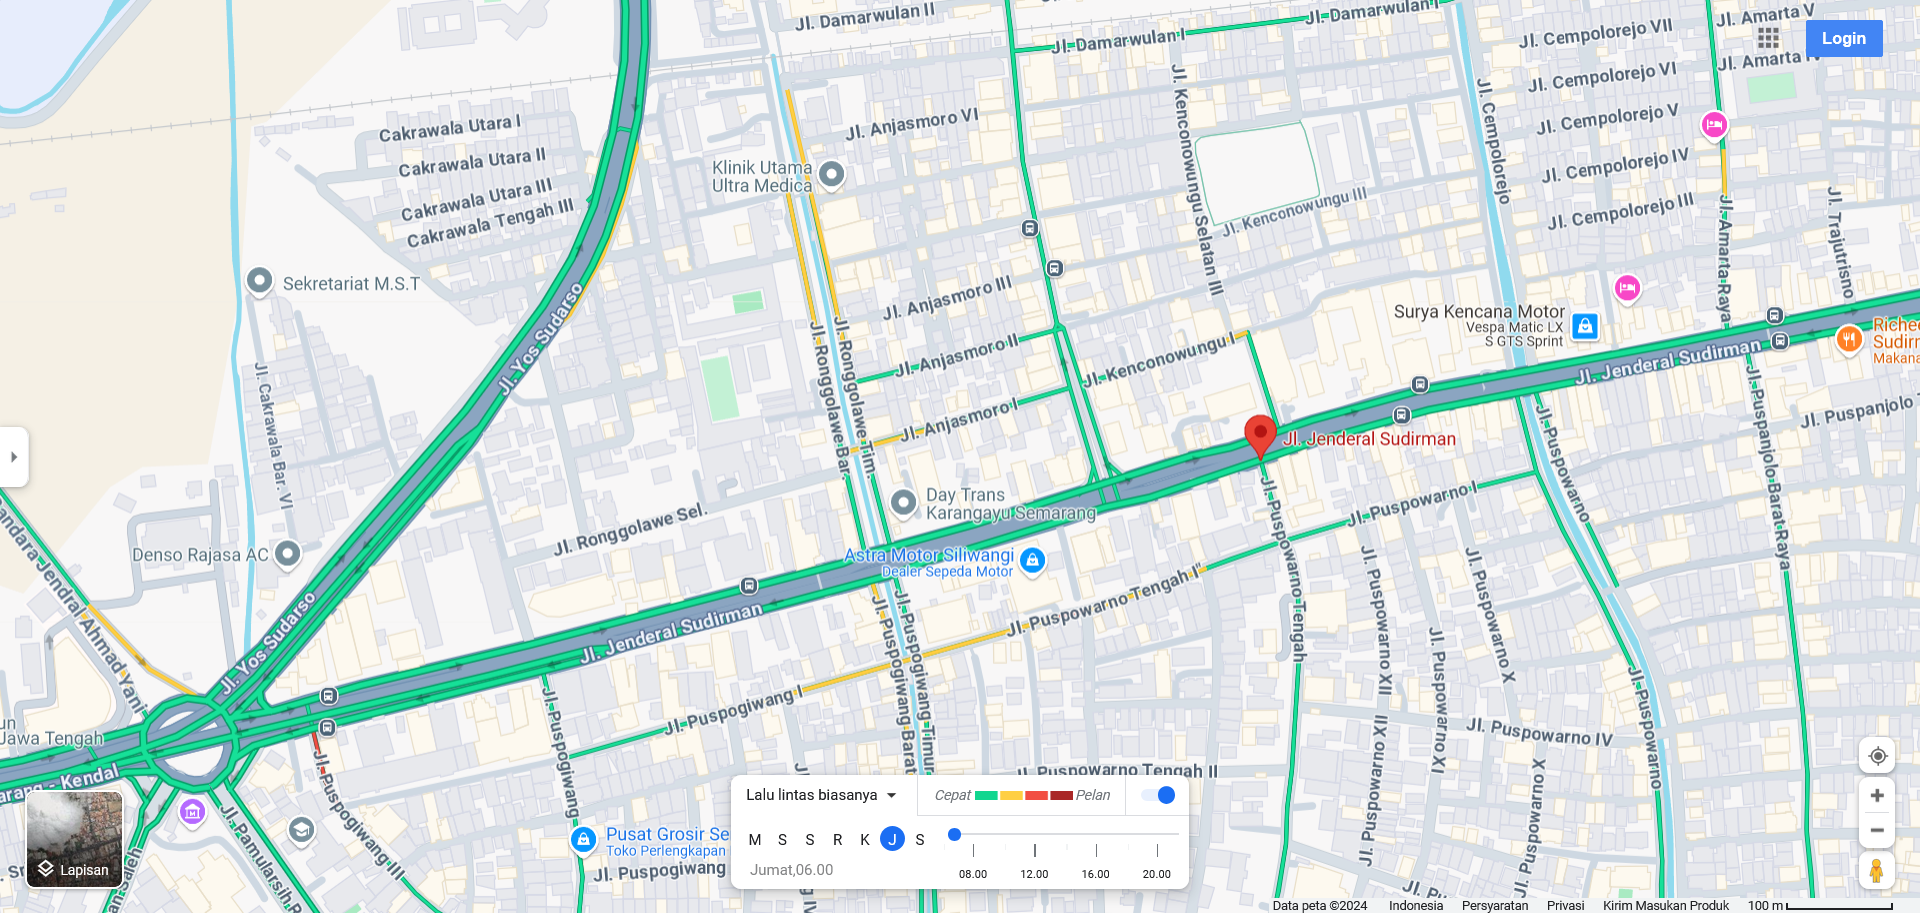 Jl. Damarwulan II
Jl. Damarwulan I
Jl. Damarwulan I
Jl. Cempolorejo VII
Jl. Amarta V
Login
Jl. Amarta IV
Jl. Cempolorejo VI
Jl. Cempolorejo V
Jl. Cempolorejo IV
Jl. Cempolorejo III
Jl. Cempolorejo
Jl. Kenconowungu Selatan III
Jl. Kenconowungu III
Jl. Amarta Raya
Jl. Trajutrisno
Cakrawala Utara I
Cakrawala Utara II
Cakrawala Utara III
Cakrawala Tengah III
Jl. Anjasmoro VI
Klinik Utama
Ultra Medica
Sekretariat M.S.T
Jl. Yos Sudarso
Jl. Anjasmoro III
Jl. Anjasmoro II
Jl. Anjasmoro I
Jl. Kenconowungu I
Jl. Ronggolawe Bar.
Jl. Ronggolawe Tim.
Surya Kencana Motor
Vespa Matic LX
S GTS Sprint
Jl. Jenderal Sudirman
Jl. Jenderal Sudirman
Jl. Puspanjolo
Jl. Puspanjolo Barat Raya
Jl. Cakrawala Bar. VI
Day Trans
Karangayu Semarang
Jl. Ronggolawe Sel.
Denso Rajasa AC
Astra Motor Siliwangi
Dealer Sepeda Motor
Jl. Puspowarno I
Jl. Puspowarno
Jl. Puspowarno Tengah
Jl. Puspowarno Tengah
Jl. Jenderal Sudirman
Jl. Yos Sudarso
Jendral Ahmad Yani
Jl. Puspogiwang I
Jl. Puspogiwang Barat
Jl. Puspogiwang Timur
Jl. Puspogiwang
Jl. Puspogiwang III
Jl. Puspowarno XII
Jl. Puspowarno XII
Jl. Puspowarno XI
Jl. Puspowarno X
Jl. Puspowarno X
Jl. Puspowarno IV
Jl. Puspowarno
Jl. Puspowarno Tengah II
Jawa Tengah
- Kendal
Jl. Pamularsih
Pusat Grosir
Toko Perlengkapan
Jl. Puspogiwang
Lapisan
Lalu lintas biasanya
Cepat
Pelan
M S S R K J S
Jumat,06.00
08.00 12.00 16.00 20.00
Data peta ©2024 Indonesia Persyaratan Privasi Kirim Masukan Produk 100 m